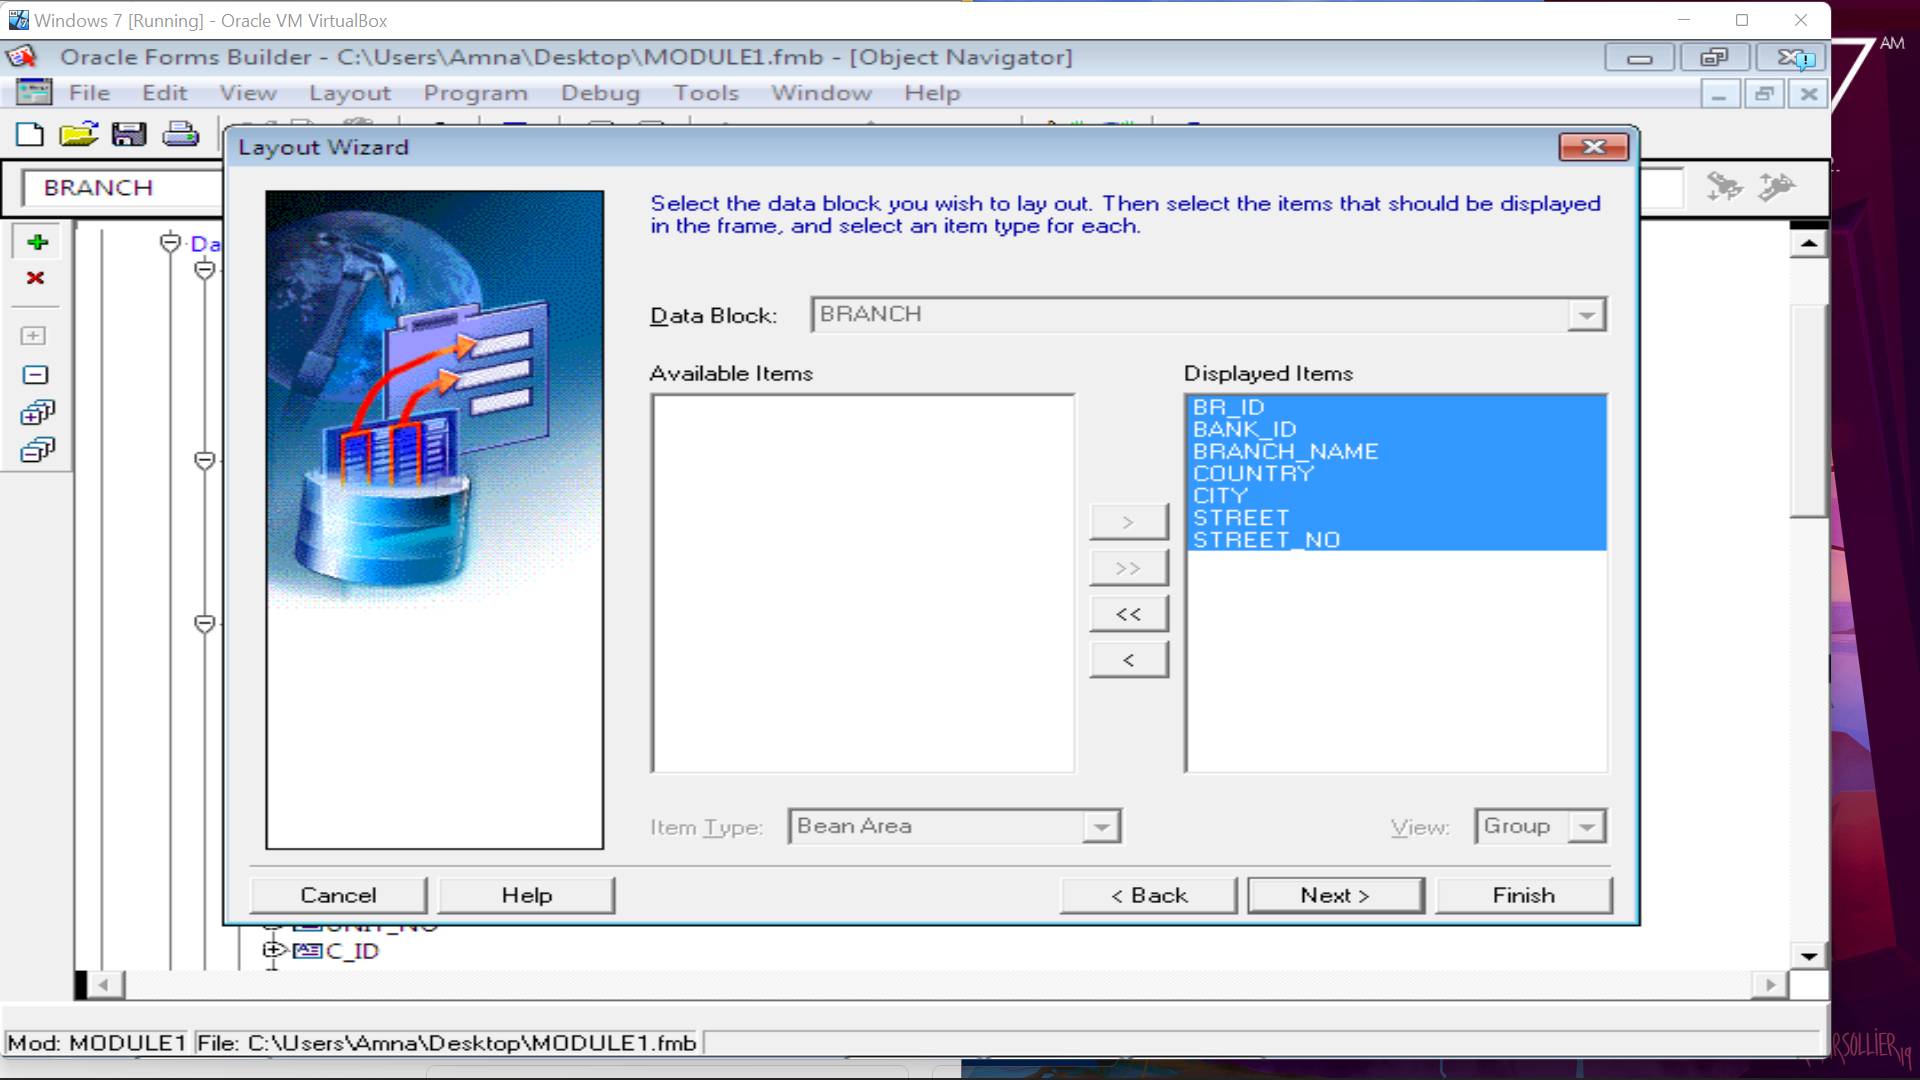 Windows 7 [Running] - Oracle VM VirtualBox
AM
Oracle Forms Builder - C:\Users\Amna\Desktop\MODULE1.fmb - [Object Navigator]
File Edit View Layout Program Debug Tools Window Help
Layout Wizard
BRANCH
Select the data block you wish to lay out. Then select the items that should be displayed
in the frame, and select an item type for each.
Da
Data Block: BRANCH
Available Items
Displayed Items
BR_ID
BANK_ID
BRANCH_NAME
COUNTRY
CITY
STREET
STREET_NO
>
>>
<<
<
Item Type: Bean Area
View: Group
Cancel Help < Back Next > Finish
UNIT_NO
C_ID
Mod: MODULE1 File: C:\Users\Amna\Desktop\MODULE1.fmb